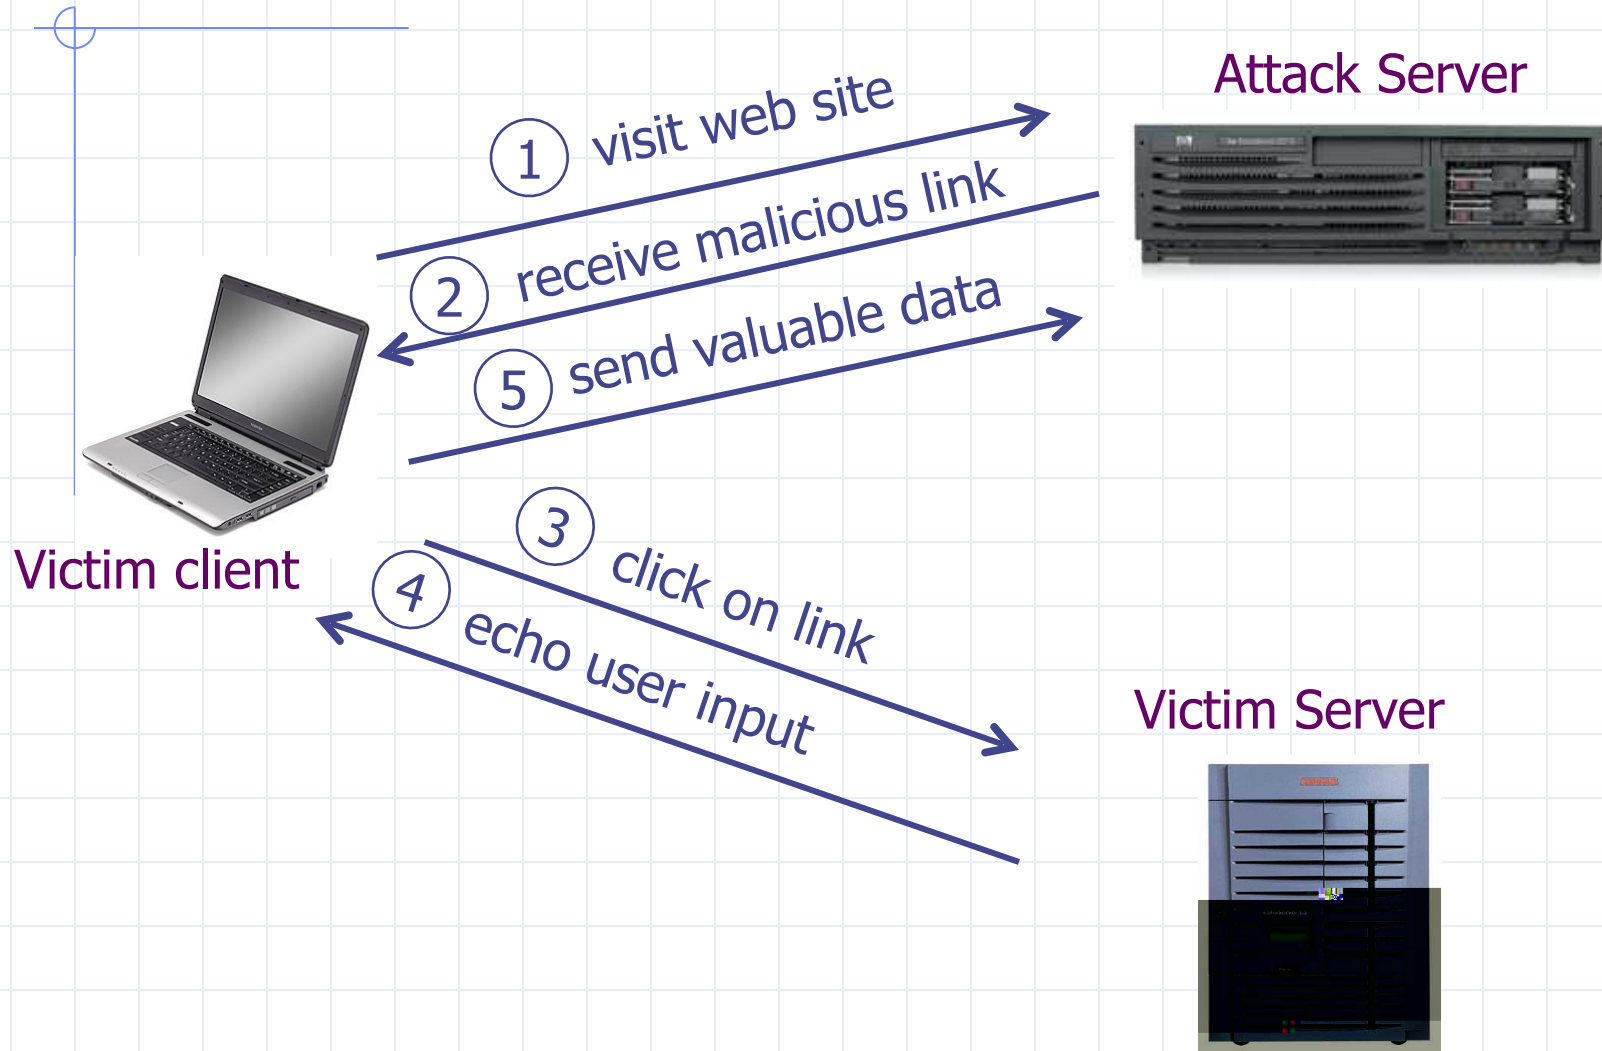 Attack Server
1 visit web site
2 receive malicious link
5 send valuable data
Victim client
3 click on link
4 echo user input
Victim Server